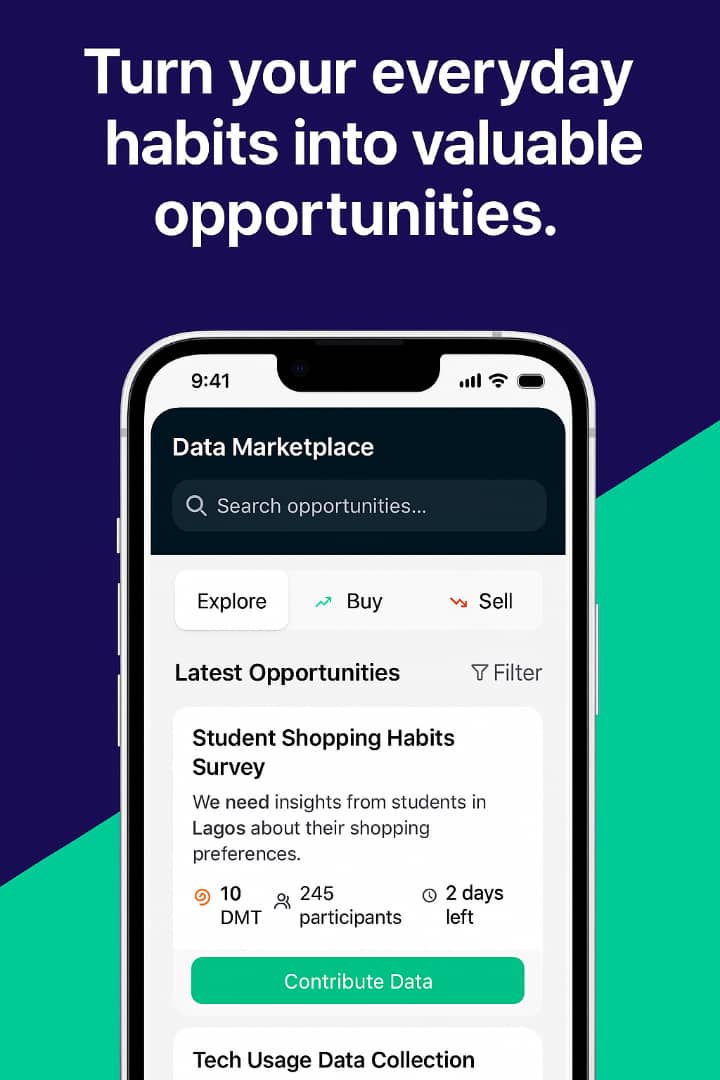 Turn your everyday
habits into valuable
opportunities.
9:41
Data Marketplace
Search opportunities...
Explore
Buy
Sell
Latest Opportunities
Filter
Student Shopping Habits
Survey
We need insights from students in
Lagos about their shopping
preferences.
10
DMT
245
participants
2 days
left
Contribute Data
Tech Usage Data Collection